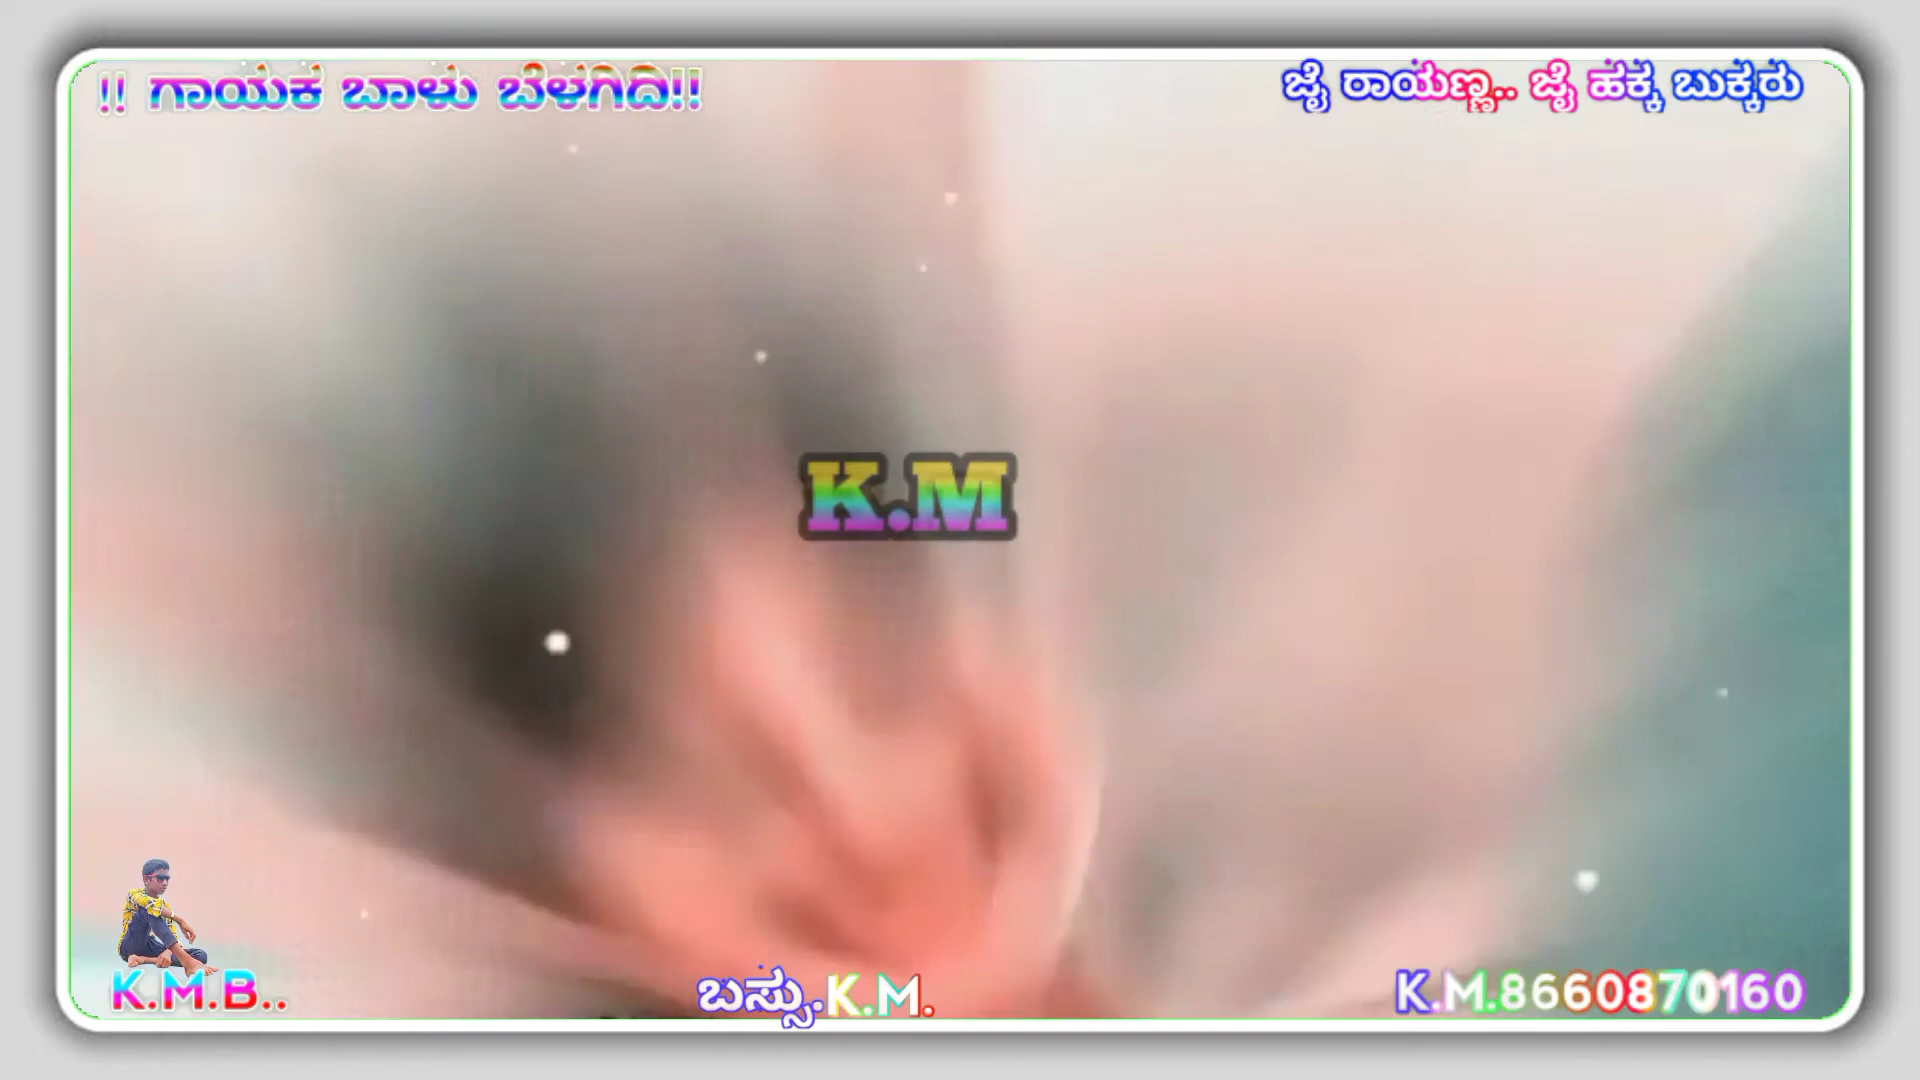 !! ಗಾಯಕ ಬಾಳು ಬೆಳಗಿದಿ!!
ಜೈ ರಾಯಣ್ಣ.. ಜೈ ಹಕ್ಕ ಬುಕ್ಕರು
K.M
K.M.B..
ಬಸ್ಸು.K.M.
K.M.8660870160